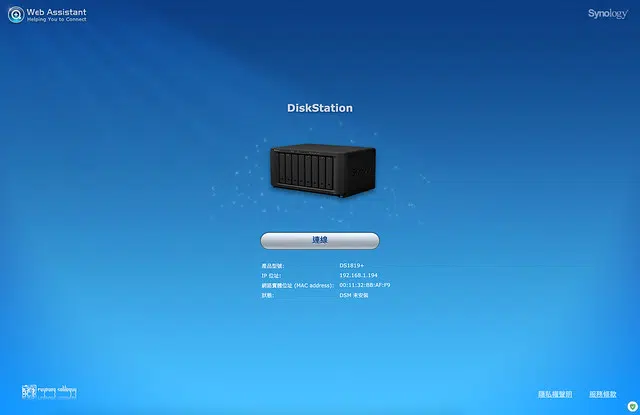 Web Assistant
Helping You to Connect
Synology
DiskStation
連線
產品型號: DS1819+
IP 位址: 192.168.1.194
網路實體位址 (MAC address): 00:11:32:BB:AF:F9
狀態: DSM 未安裝
隱私權聲明 服務條款